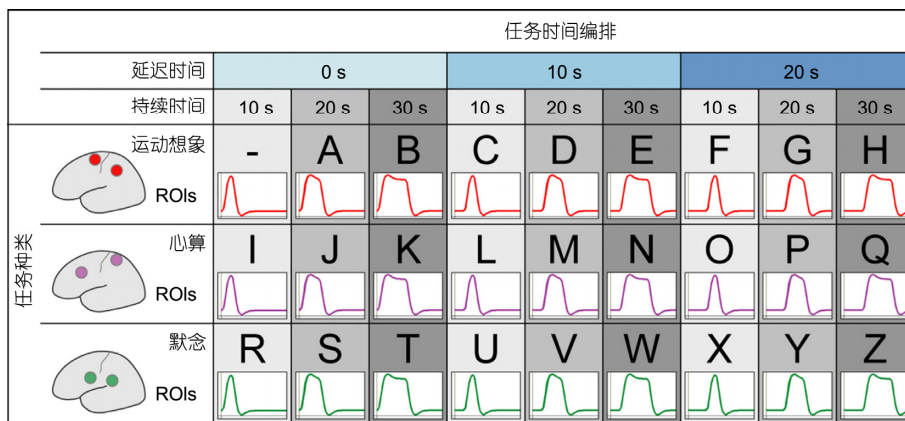 任务时间编排
延迟时间 0 s 10 s 20 s
持续时间 10 s 20 s 30 s 10 s 20 s 30 s 10 s 20 s 30 s
任务种类
运动想象 - A B C D E F G H
ROIs
心算 I J K L M N O P Q
ROIs
默念 R S T U V W X Y Z
ROIs